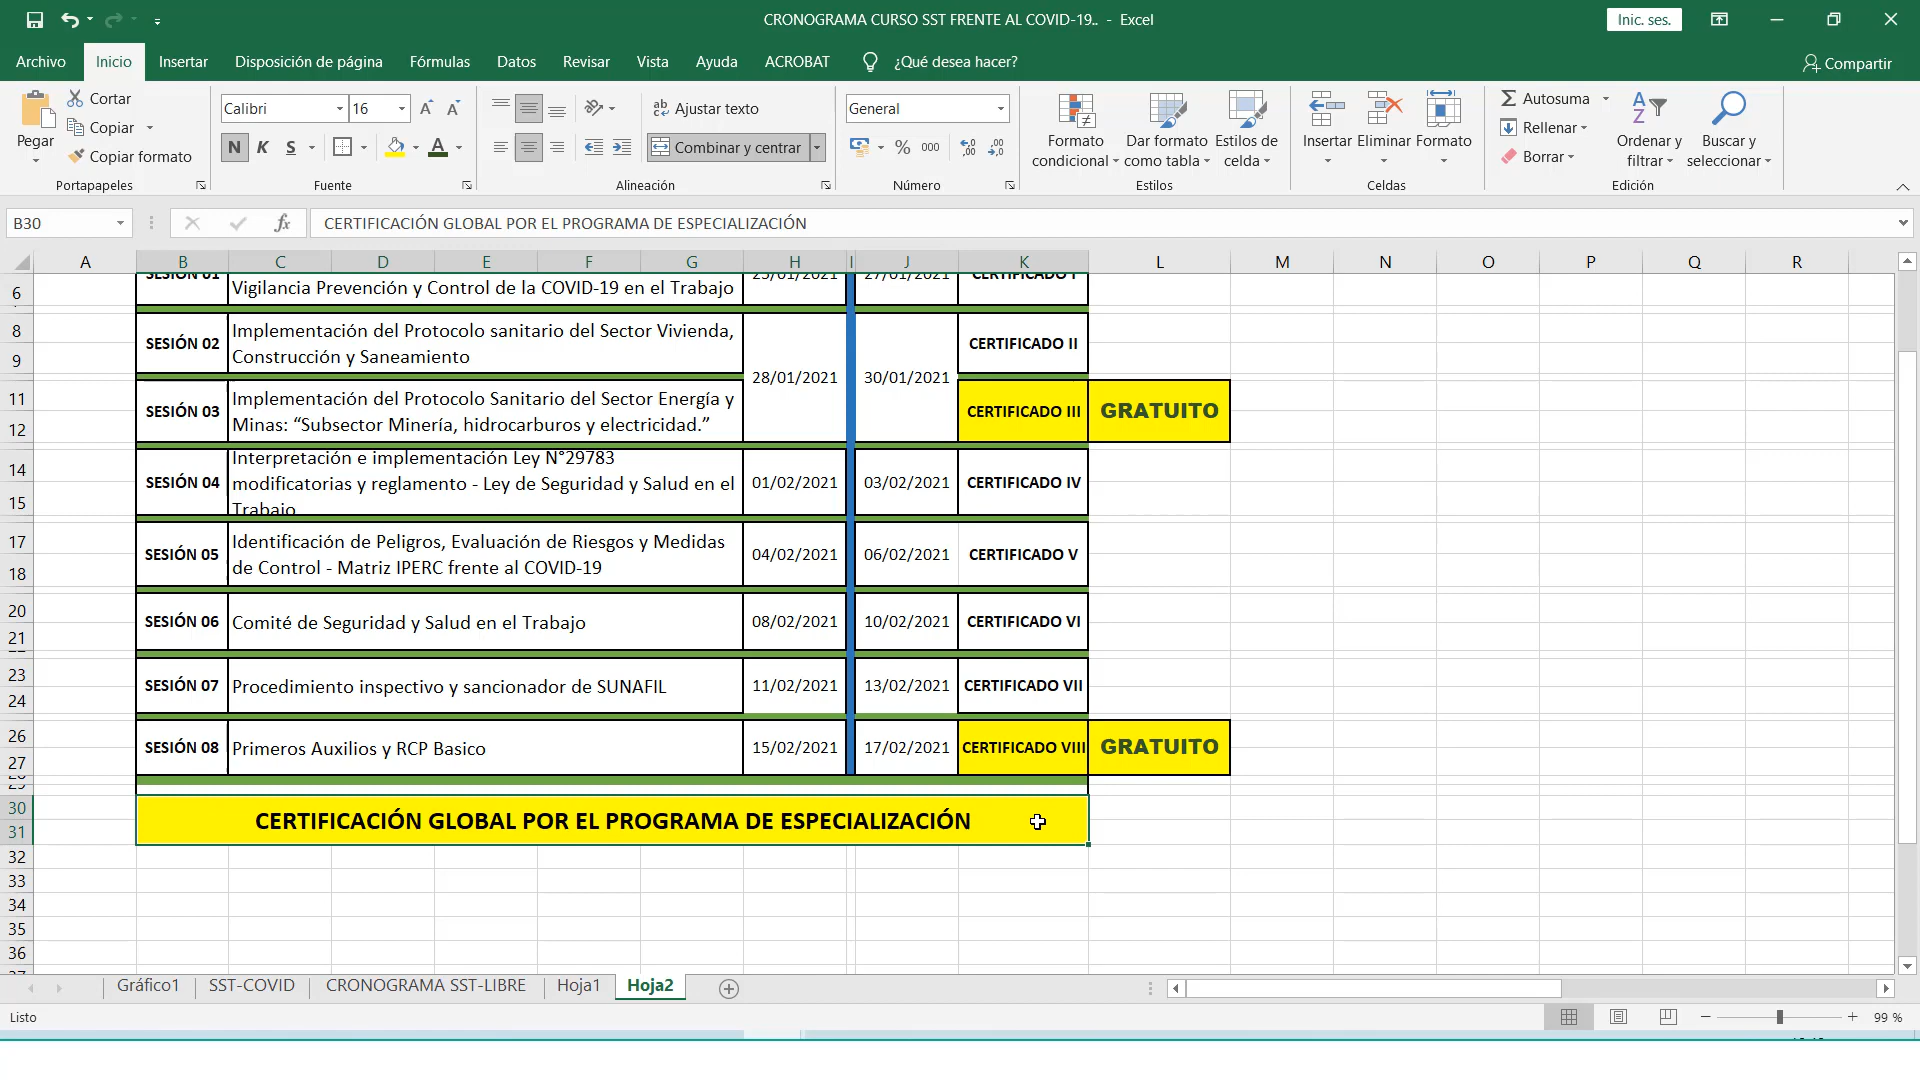 CRONOGRAMA CURSO SST FRENTE AL COVID-19.. - Excel
Inic. ses.
Archivo Inicio Insertar Disposición de página Fórmulas Datos Revisar Vista Ayuda ACROBAT ¿Qué desea hacer? Compartir
Pegar
Cortar
Copiar
Copiar formato
Portapapeles
Calibri 16
N K S A
Fuente
Ajustar texto
Combinar y centrar
Alineación
General
% 000
Número
Formato condicional
Dar formato como tabla
Estilos de celda
Estilos
Insertar Eliminar Formato
Celdas
Autosuma
Rellenar
Borrar
Ordenar y filtrar
Buscar y seleccionar
Edición
B30 fx CERTIFICACIÓN GLOBAL POR EL PROGRAMA DE ESPECIALIZACIÓN
A B C D E F G H I J K L M N O P Q R
6 SESIÓN 01 Vigilancia Prevención y Control de la COVID-19 en el Trabajo 25/01/2021 27/01/2021 CERTIFICADO I
8 SESIÓN 02 Implementación del Protocolo sanitario del Sector Vivienda, CERTIFICADO II
9 Construcción y Saneamiento
28/01/2021 30/01/2021
11 SESIÓN 03 Implementación del Protocolo Sanitario del Sector Energía y CERTIFICADO III GRATUITO
12 Minas: “Subsector Minería, hidrocarburos y electricidad.”
Interpretación e implementación Ley N°29783
14 SESIÓN 04 modificatorias y reglamento - Ley de Seguridad y Salud en el 01/02/2021 03/02/2021 CERTIFICADO IV
15 Trabajo
17 SESIÓN 05 Identificación de Peligros, Evaluación de Riesgos y Medidas 04/02/2021 06/02/2021 CERTIFICADO V
18 de Control - Matriz IPERC frente al COVID-19
20 SESIÓN 06 Comité de Seguridad y Salud en el Trabajo 08/02/2021 10/02/2021 CERTIFICADO VI
21
23 SESIÓN 07 Procedimiento inspectivo y sancionador de SUNAFIL 11/02/2021 13/02/2021 CERTIFICADO VII
24
26 SESIÓN 08 Primeros Auxilios y RCP Basico 15/02/2021 17/02/2021 CERTIFICADO VIII GRATUITO
27
30 CERTIFICACIÓN GLOBAL POR EL PROGRAMA DE ESPECIALIZACIÓN
31
32
33
34
35
36
Gráfico1 SST-COVID CRONOGRAMA SST-LIBRE Hoja1 Hoja2
Listo 99 %